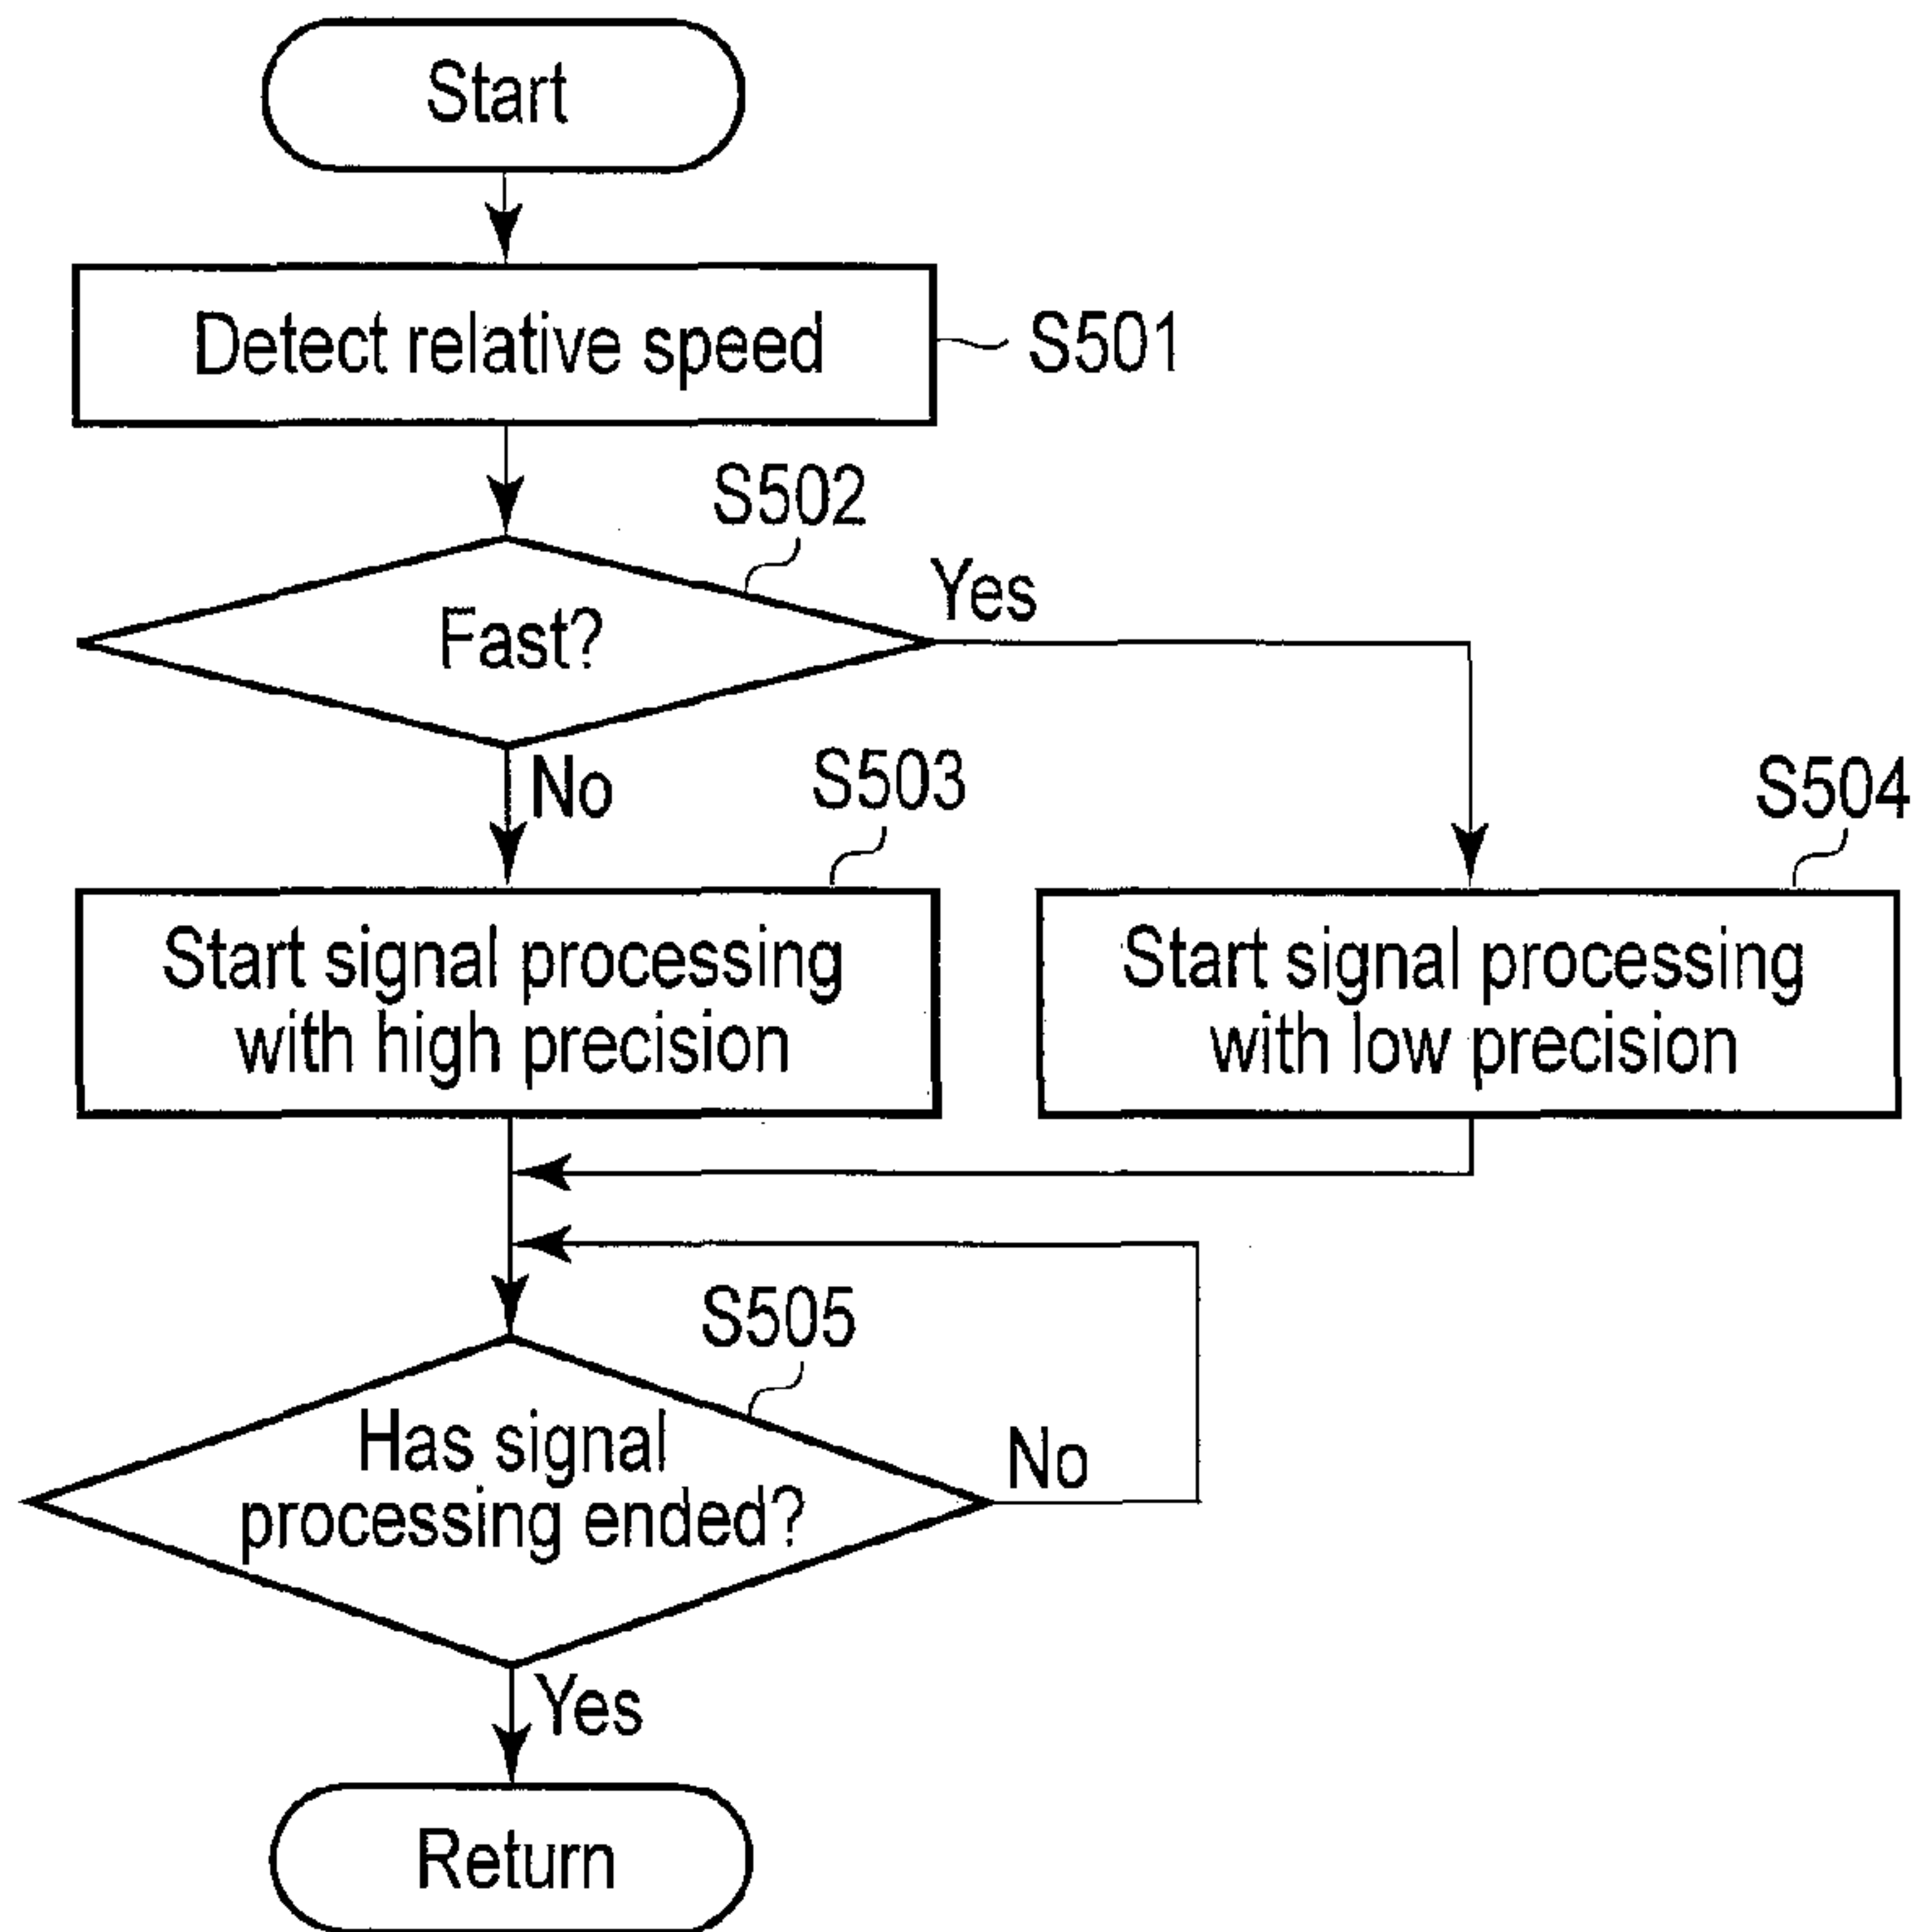 Start
Detect relative speed
S501
S502
Fast?
Yes
No
S503
Start signal processing
with high precision
S504
Start signal processing
with low precision
S505
Has signal
processing ended?
No
Yes
Return